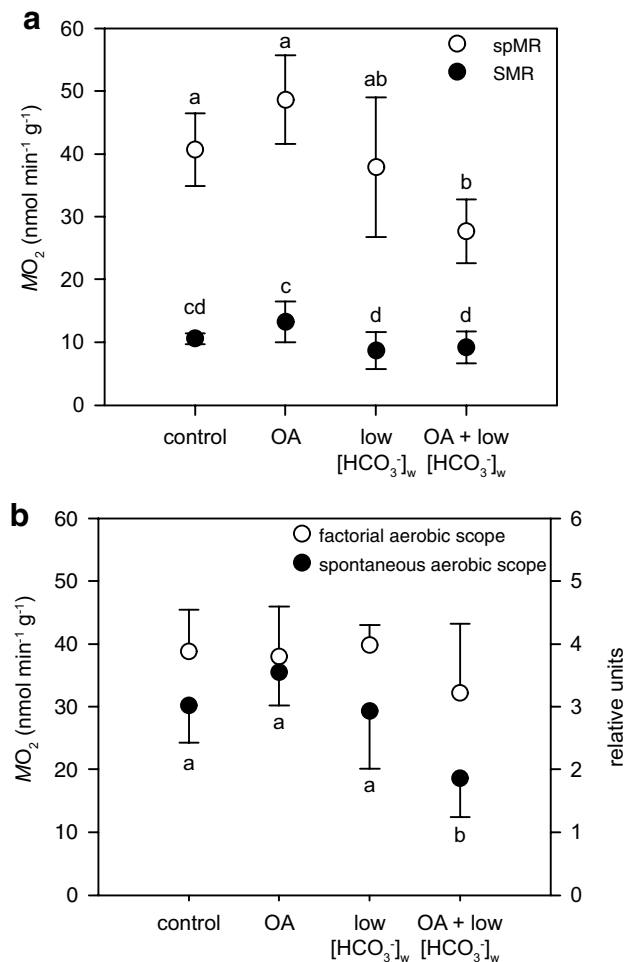 a
spMR
SMR
60
50
40
30
20
10
0
MO₂ (nmol min⁻¹ g⁻¹)
a
a
ab
b
cd
c
d
d
control
OA
low
[HCO₃⁻]w
OA + low
[HCO₃⁻]w
b
factorial aerobic scope
spontaneous aerobic scope
60
50
40
30
20
10
0
MO₂ (nmol min⁻¹ g⁻¹)
6
5
4
3
2
1
0
relative units
a
a
a
b
control
OA
low
[HCO₃⁻]w
OA + low
[HCO₃⁻]w